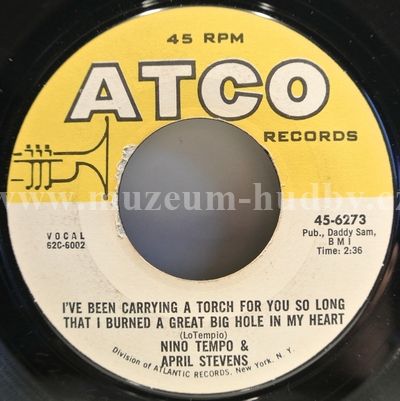 45 RPM
ATCO
RECORDS
www.muzeum-hudby.cz
45-6273
VOCAL
62C-6002
Pub., Daddy Sam,
BMI
Time: 2:36
I'VE BEEN CARRYING A TORCH FOR YOU SO LONG
THAT I BURNED A GREAT BIG HOLE IN MY HEART
(LoTempio)
NINO TEMPO &
APRIL STEVENS
Division of ATLANTIC RECORDS, New York, N. Y.